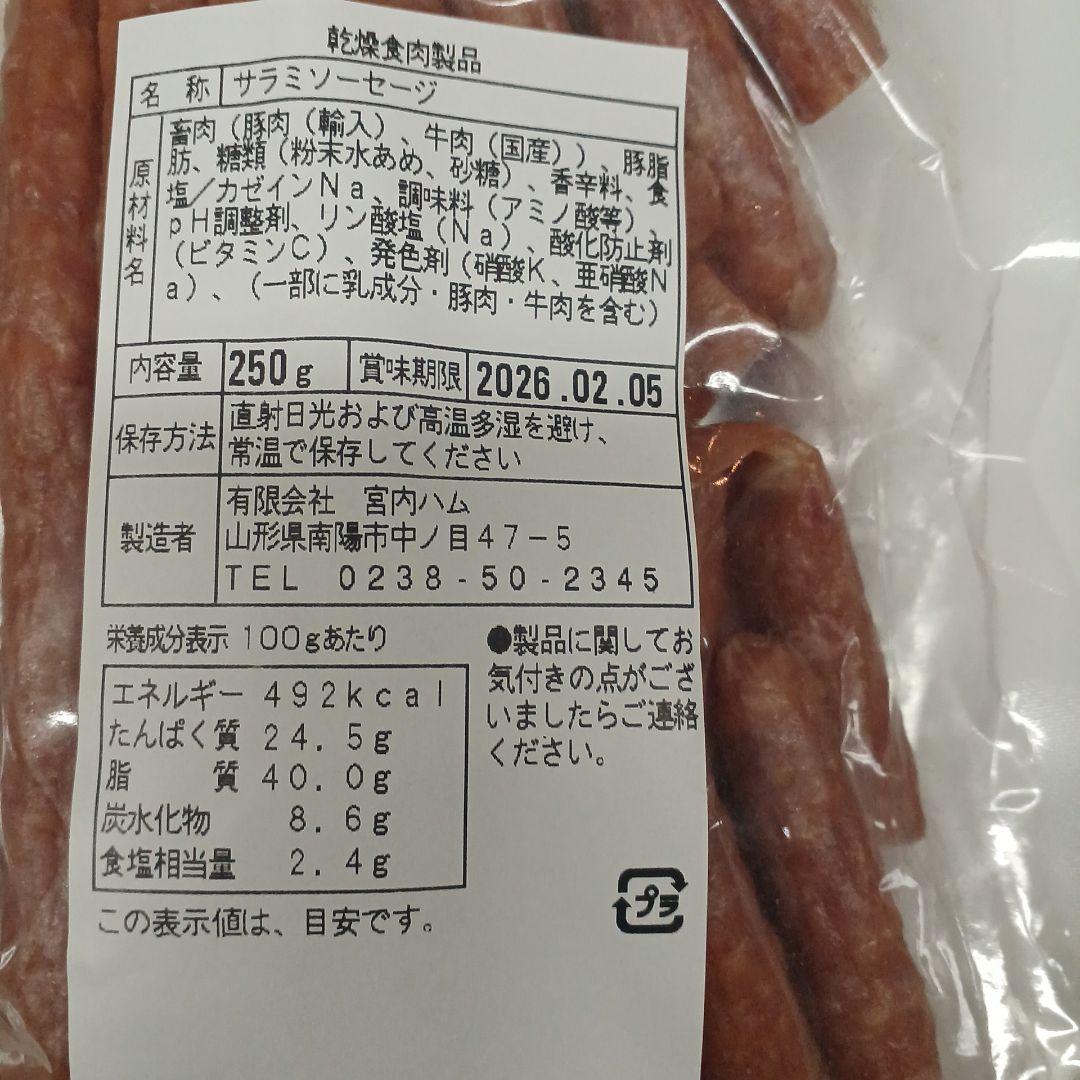 乾燥食肉製品
名 称 サラミソーセージ
原材料名
畜肉（豚肉（輸入）、牛肉（国産））、豚脂
肪、糖類（粉末水あめ、砂糖）、香辛料、食
塩／カゼインＮａ、調味料（アミノ酸等）、
ｐＨ調整剤、リン酸塩（Ｎａ）、酸化防止剤
（ビタミンＣ）、発色剤（硝酸Ｋ、亜硝酸Ｎ
ａ）、（一部に乳成分・豚肉・牛肉を含む）
内容量 250g 賞味期限 2026.02.05
保存方法
直射日光および高温多湿を避け、
常温で保存してください
製造者
有限会社 宮内ハム
山形県南陽市中ノ目４７－５
ＴＥＬ ０２３８-５０-２３４５
栄養成分表示 １００ｇあたり
エネルギー ４９２ｋｃａｌ
たんぱく質 ２４．５ｇ
脂 質 ４０．０ｇ
炭水化物 ８．６ｇ
食塩相当量 ２．４ｇ
この表示値は、目安です。
●製品に関してお
気付きの点がござ
いましたらご連絡
ください。
プラ